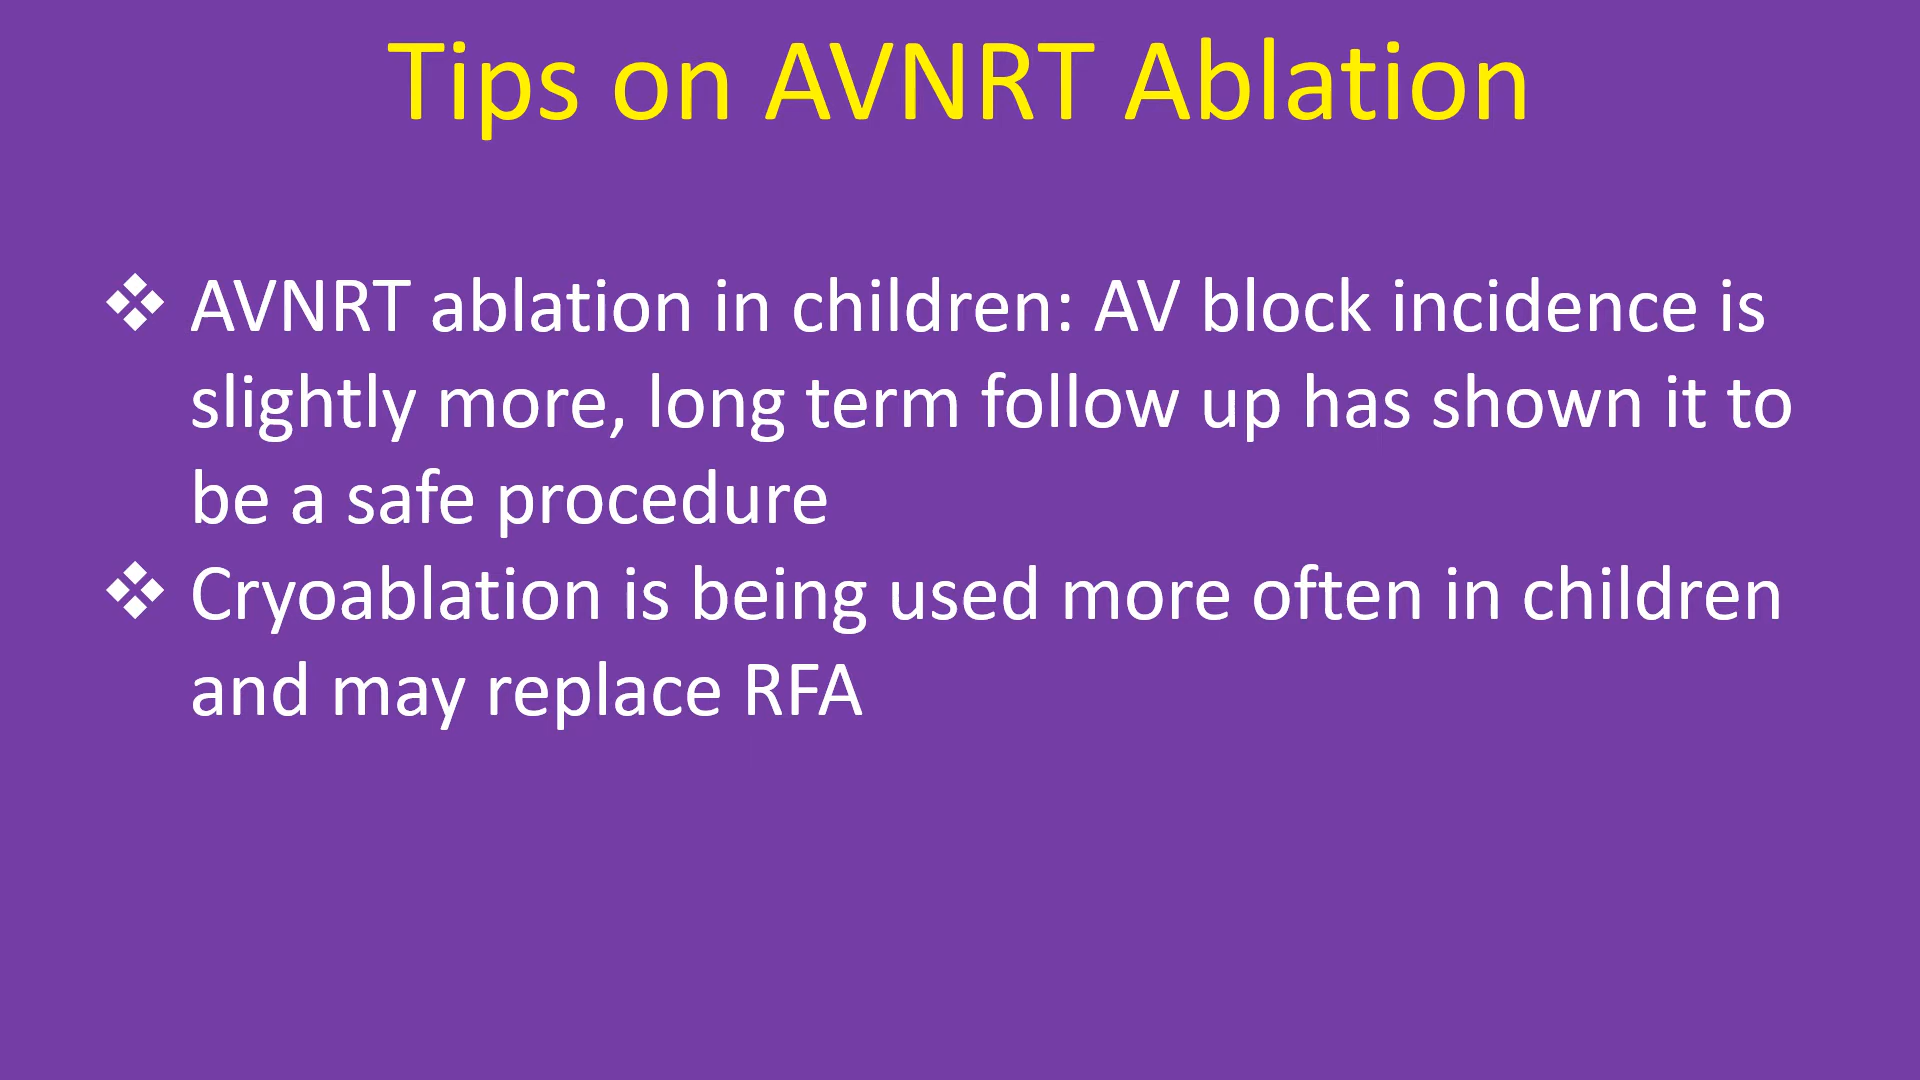 Tips on AVNRT Ablation
❖ AVNRT ablation in children: AV block incidence is
slightly more, long term follow up has shown it to
be a safe procedure
❖ Cryoablation is being used more often in children
and may replace RFA